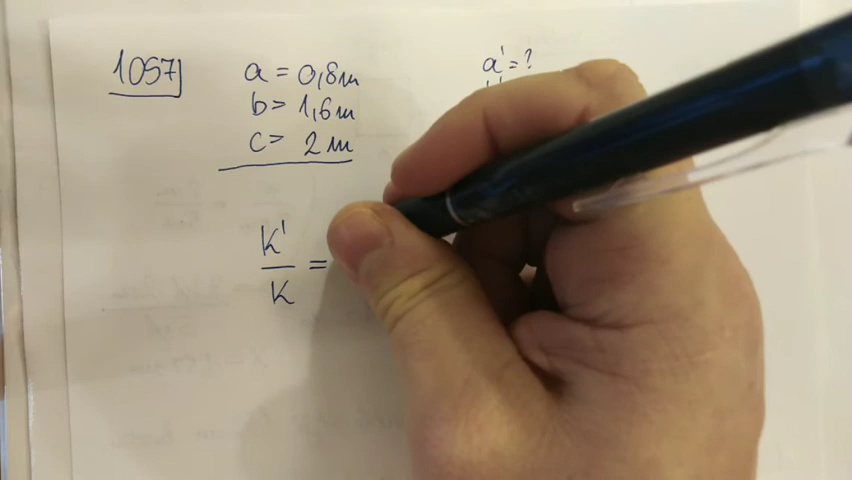 1057
a = 0,8m
a' = ?
b = 1,6m
c = 2m
K'
K
=